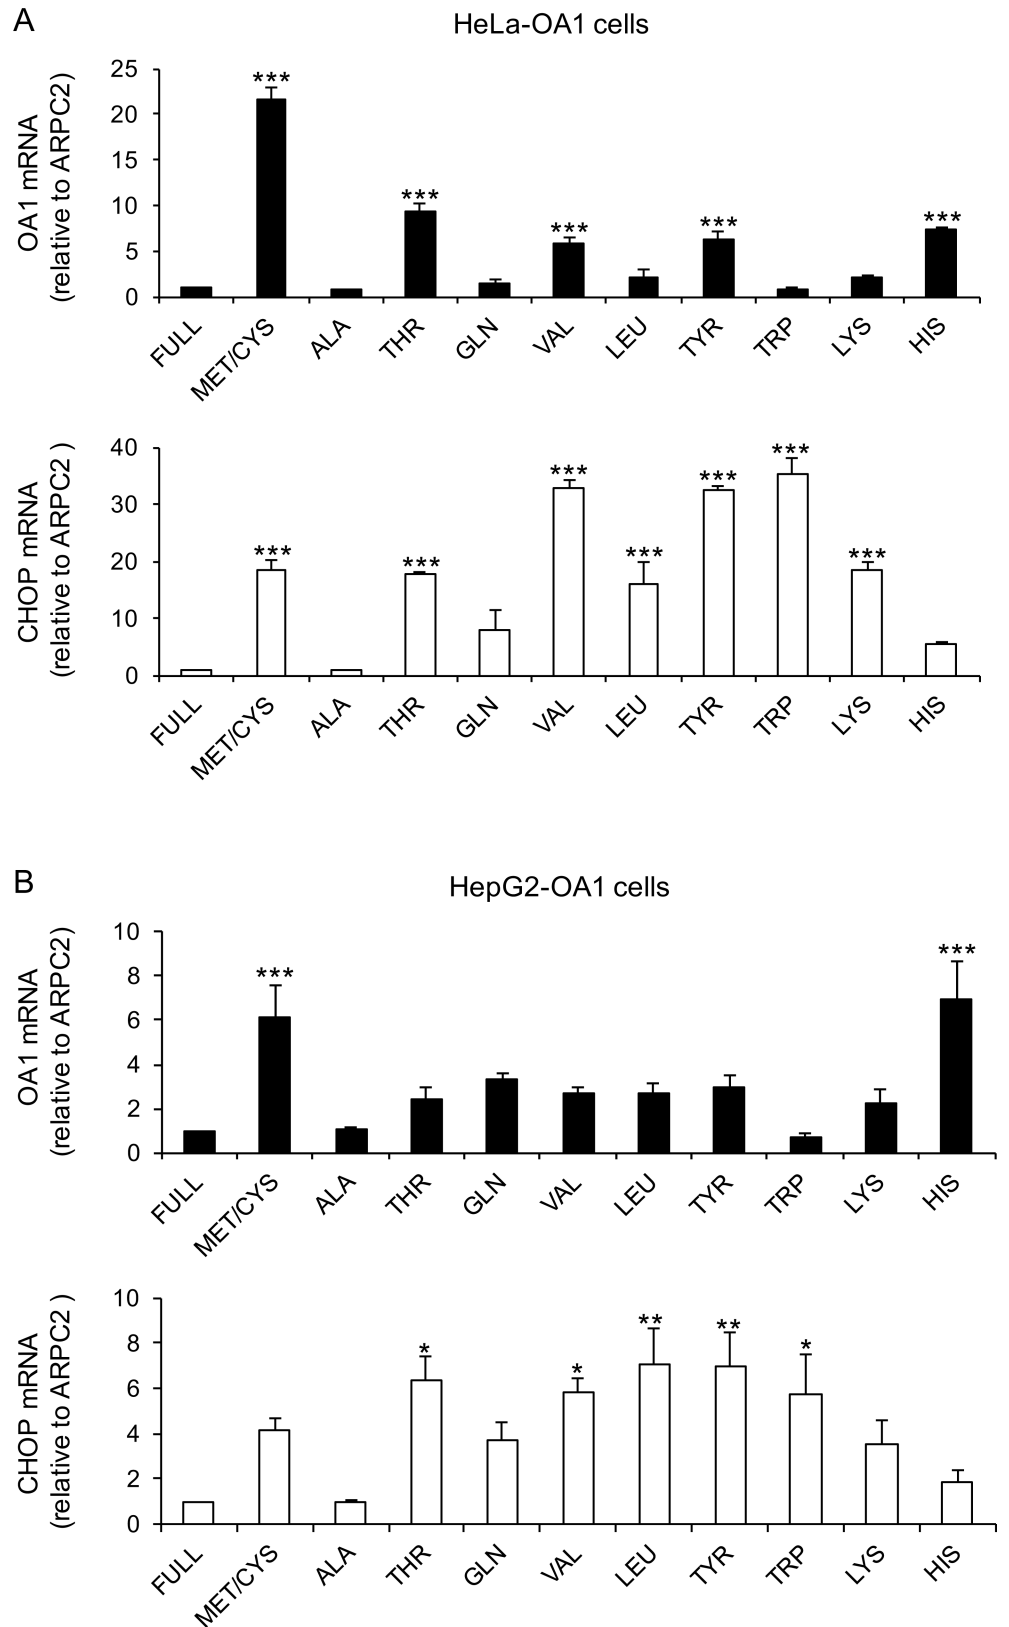 A
HeLa-OA1 cells
OA1 mRNA
(relative to ARPC2)
25
20
15
10
5
0
***
***
***
***
***
FULL
MET/CYS
ALA
THR
GLN
VAL
LEU
TYR
TRP
LYS
HIS
CHOP mRNA
(relative to ARPC2 )
40
30
20
10
0
***
***
***
***
***
***
***
FULL
MET/CYS
ALA
THR
GLN
VAL
LEU
TYR
TRP
LYS
HIS
B
HepG2-OA1 cells
OA1 mRNA
(relative to ARPC2)
10
8
6
4
2
0
***
***
FULL
MET/CYS
ALA
THR
GLN
VAL
LEU
TYR
TRP
LYS
HIS
CHOP mRNA
(relative to ARPC2 )
10
8
6
4
2
0
*
*
**
**
*
FULL
MET/CYS
ALA
THR
GLN
VAL
LEU
TYR
TRP
LYS
HIS